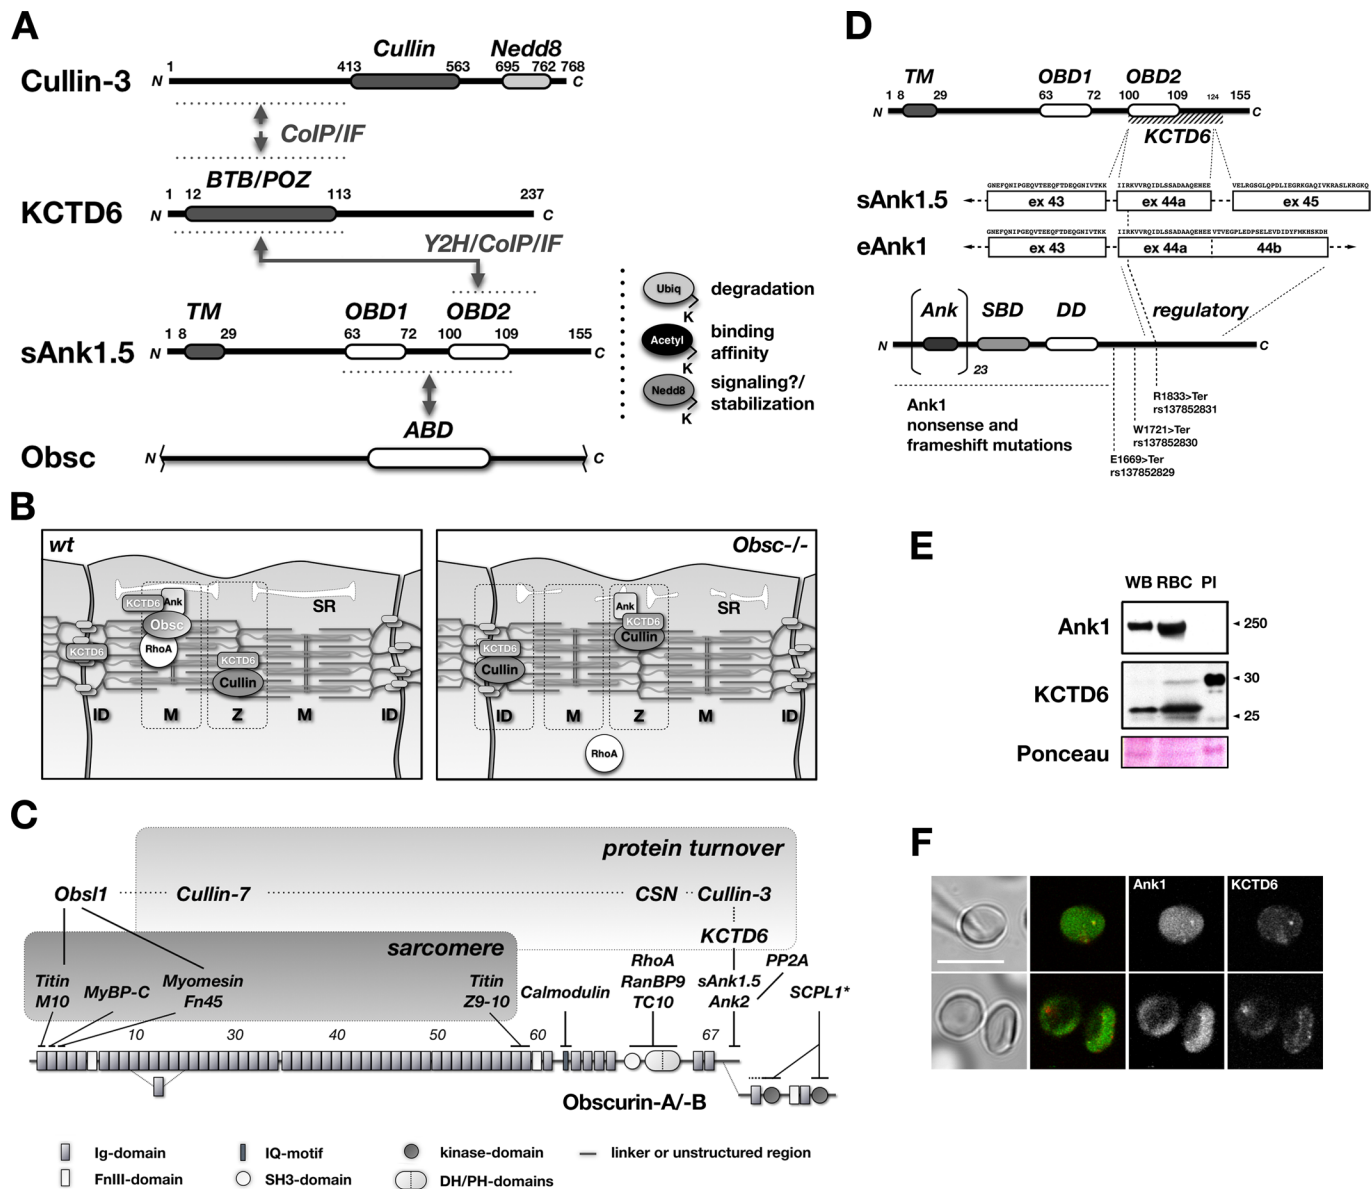 A
Cullin
Nedd8
1
413
563
695
762
768
Cullin-3
N
C
CoIP/IF
BTB/POZ
1
12
113
237
KCTD6
N
C
Y2H/CoIP/IF
TM
OBD1
OBD2
1
8
29
63
72
100
109
155
sAnk1.5
N
C
ABD
Obsc
N
C
Ubiq
K
degradation
Acetyl
K
binding
affinity
Nedd8
K
signaling?/
stabilization
B
wt
KCTD6
Ank
Obsc
RhoA
KCTD6
KCTD6
Cullin
SR
ID
M
Z
M
ID
Obsc-/-
Ank
KCTD6
Cullin
KCTD6
Cullin
SR
ID
M
Z
M
ID
RhoA
C
protein turnover
Obsl1
Cullin-7
CSN
Cullin-3
KCTD6
sarcomere
Titin
M10
MyBP-C
Myomesin
Fn45
Titin
Z9-10
Calmodulin
RhoA
RanBP9
TC10
sAnk1.5
Ank2
PP2A
SCPL1*
10
30
40
50
60
67
Obscurin-A/-B
Ig-domain
IQ-motif
kinase-domain
linker or unstructured region
FnIII-domain
SH3-domain
DH/PH-domains
D
TM
OBD1
OBD2
1 8
29
63
72
100
109
124
155
N
C
KCTD6
GNEFQNIPGEQVTEEQFTDEQGNIVTKK
IIRKVVRQIDLSSADAAQEHEE
VELRGSGLQPDLIEGRKGAQIVKRASLKRGKQ
sAnk1.5
ex 43
ex 44a
ex 45
GNEFQNIPGEQVTEEQFTDEQGNIVTKK
IIRKVVRQIDLSSADAAQEHEEVTVEGPLEDPSELEVDIDYFMKHSKDH
eAnk1
ex 43
ex 44a
44b
Ank
SBD
DD
regulatory
N
C
23
Ank1
nonsense and
frameshift mutations
R1833>Ter
rs137852831
W1721>Ter
rs137852830
E1669>Ter
rs137852829
E
WB RBC PI
Ank1
250
KCTD6
30
25
Ponceau
F
Ank1
KCTD6